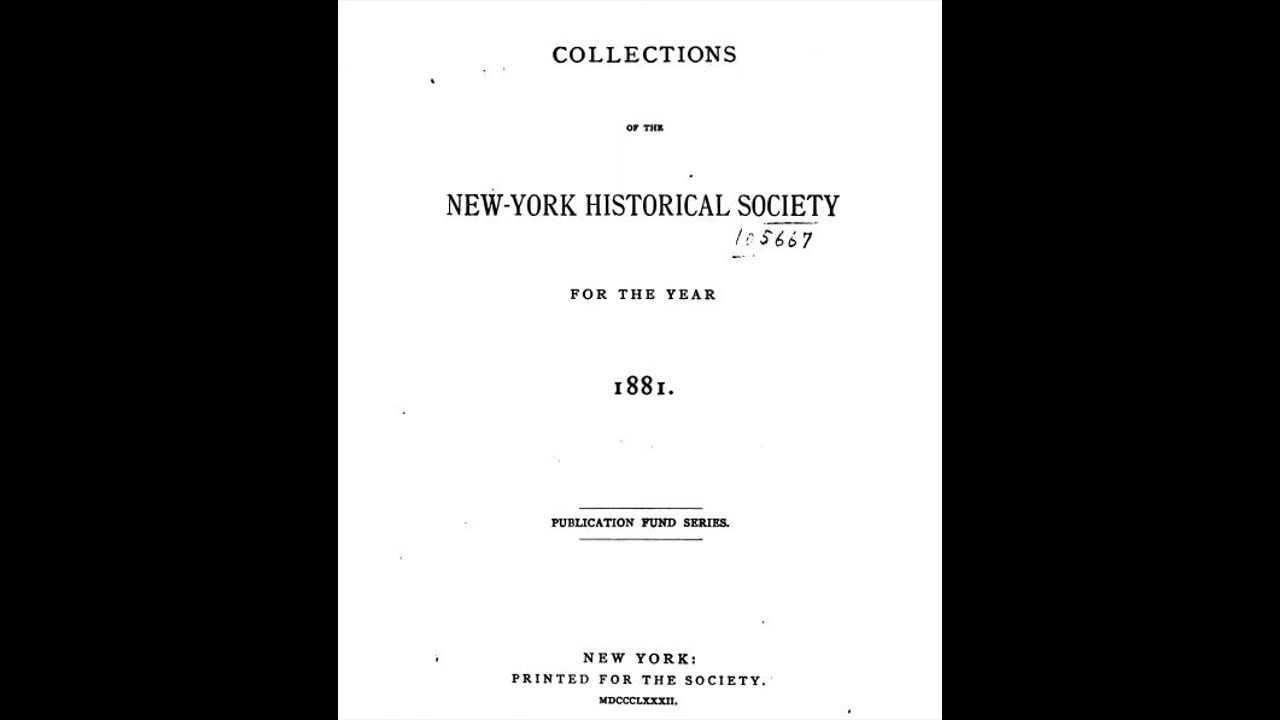 COLLECTIONS
OF THE
NEW-YORK HISTORICAL SOCIETY
105667
FOR THE YEAR
1881.
PUBLICATION FUND SERIES.
NEW YORK:
PRINTED FOR THE SOCIETY.
MDCCCLXXXII.